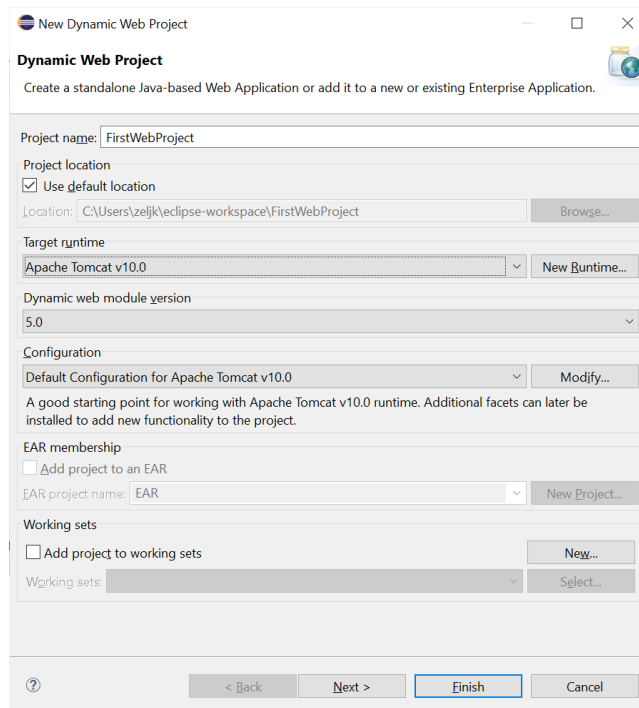 New Dynamic Web Project
Dynamic Web Project
Create a standalone Java-based Web Application or add it to a new or existing Enterprise Application.
Project name: FirstWebProject
Project location
Use default location
Location: C:\Users\zeljk\eclipse-workspace\FirstWebProject Browse...
Target runtime
Apache Tomcat v10.0 New Runtime...
Dynamic web module version
5.0
Configuration
Default Configuration for Apache Tomcat v10.0 Modify...
A good starting point for working with Apache Tomcat v10.0 runtime. Additional facets can later be
installed to add new functionality to the project.
EAR membership
Add project to an EAR
EAR project name: EAR New Project...
Working sets
Add project to working sets New...
Working sets: Select...
? < Back Next > Finish Cancel